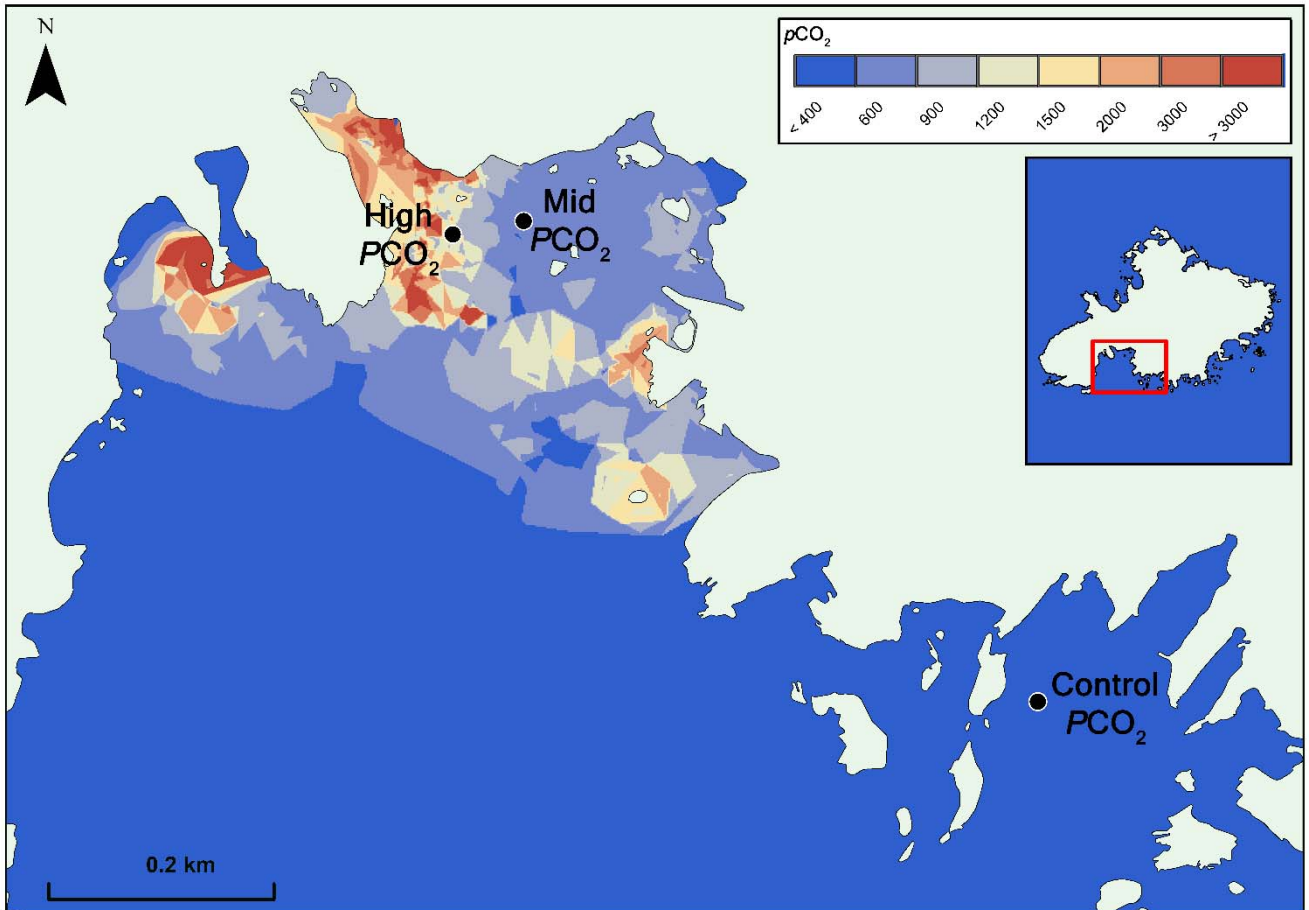 N
pCO₂
< 400
600
900
1200
1500
2000
3000
> 3000
High
PCO₂
Mid
PCO₂
Control
PCO₂
0.2 km